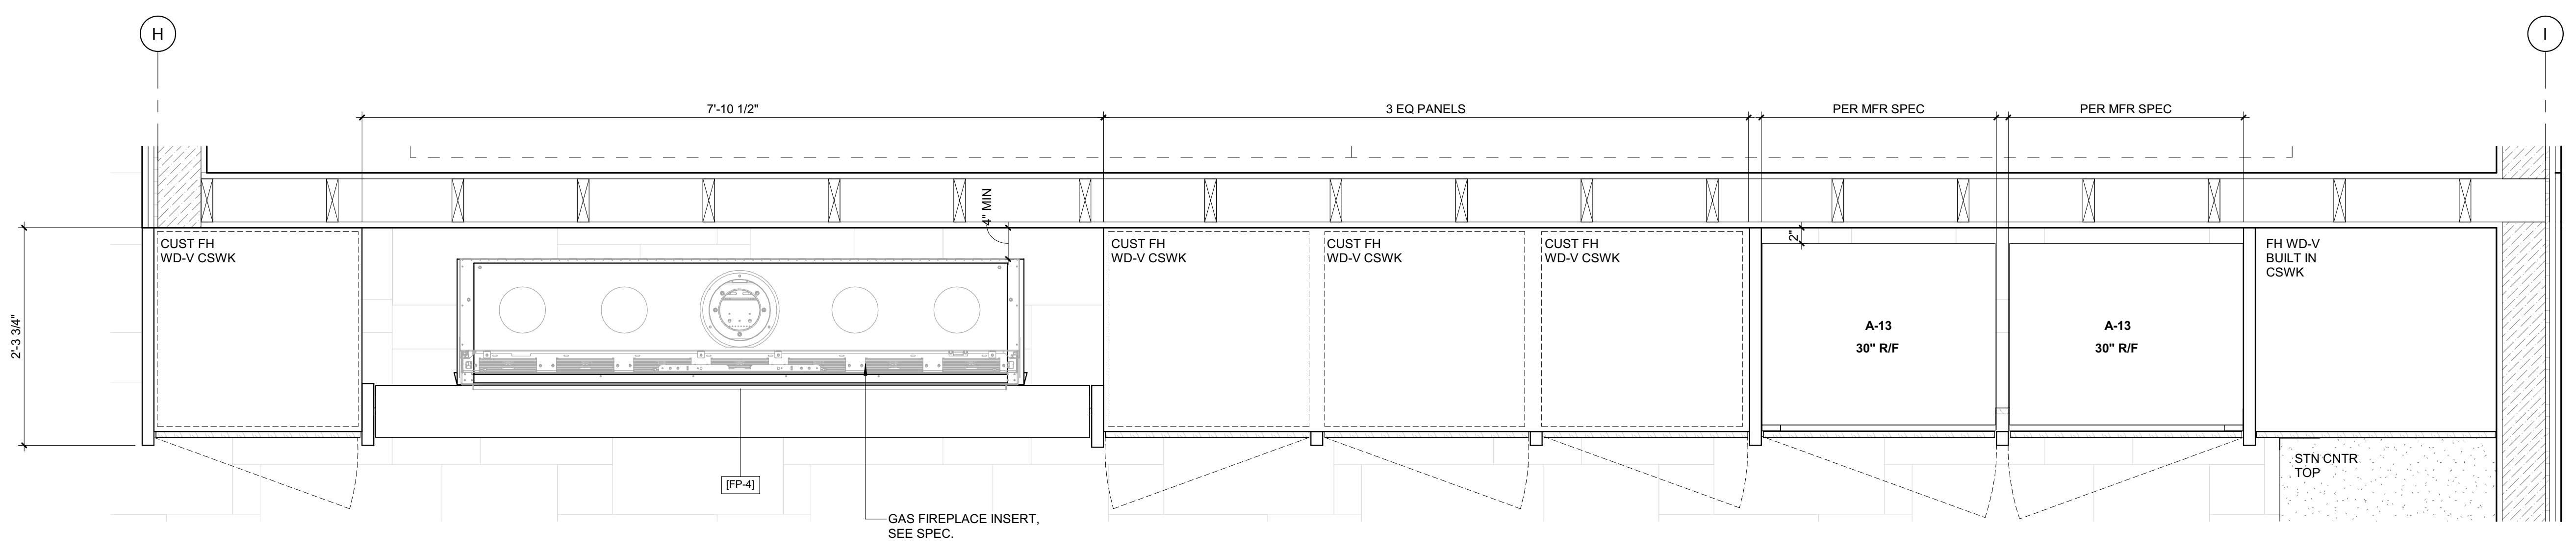 H
I
7'-10 1/2"
3 EQ PANELS
PER MFR SPEC
PER MFR SPEC
4" MIN
2"
2'-3 3/4"
CUST FH
WD-V CSWK
CUST FH
WD-V CSWK
CUST FH
WD-V CSWK
CUST FH
WD-V CSWK
FH WD-V
BUILT IN
CSWK
A-13
30" R/F
A-13
30" R/F
STN CNTR
TOP
[FP-4]
GAS FIREPLACE INSERT,
SEE SPEC.